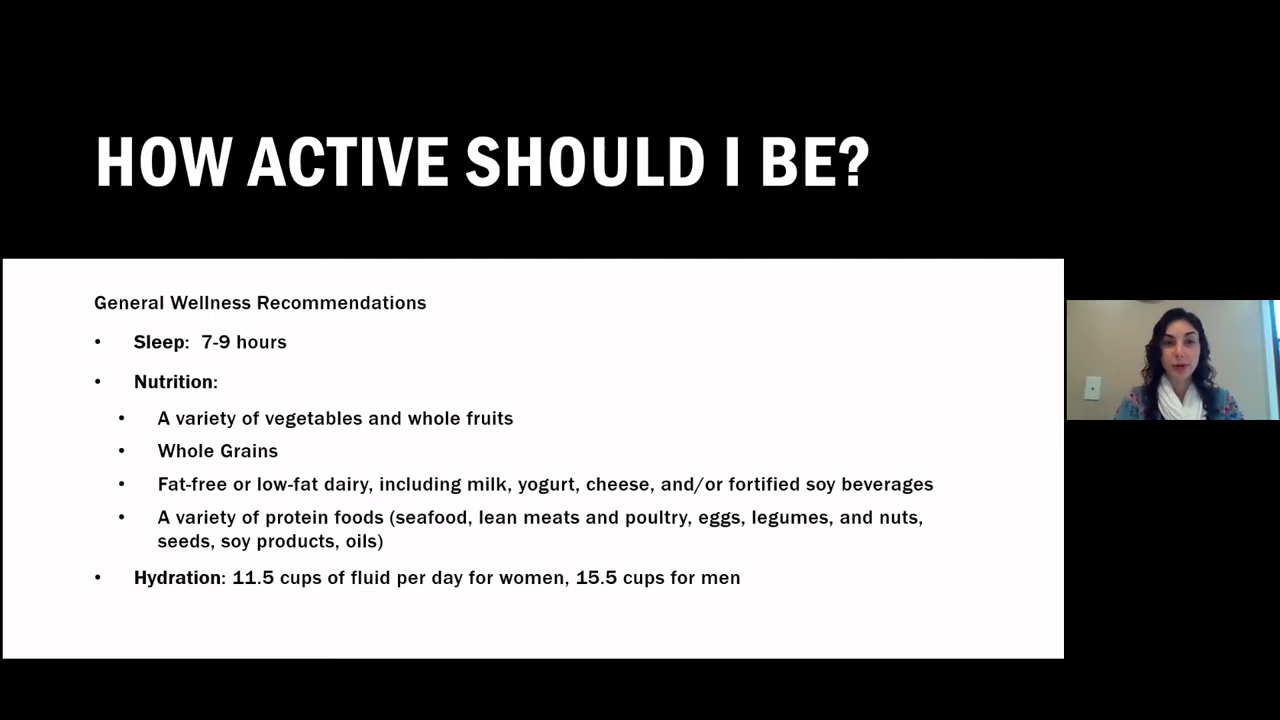 HOW ACTIVE SHOULD I BE?
General Wellness Recommendations
• Sleep: 7-9 hours
• Nutrition:
• A variety of vegetables and whole fruits
• Whole Grains
• Fat-free or low-fat dairy, including milk, yogurt, cheese, and/or fortified soy beverages
• A variety of protein foods (seafood, lean meats and poultry, eggs, legumes, and nuts,
seeds, soy products, oils)
• Hydration: 11.5 cups of fluid per day for women, 15.5 cups for men